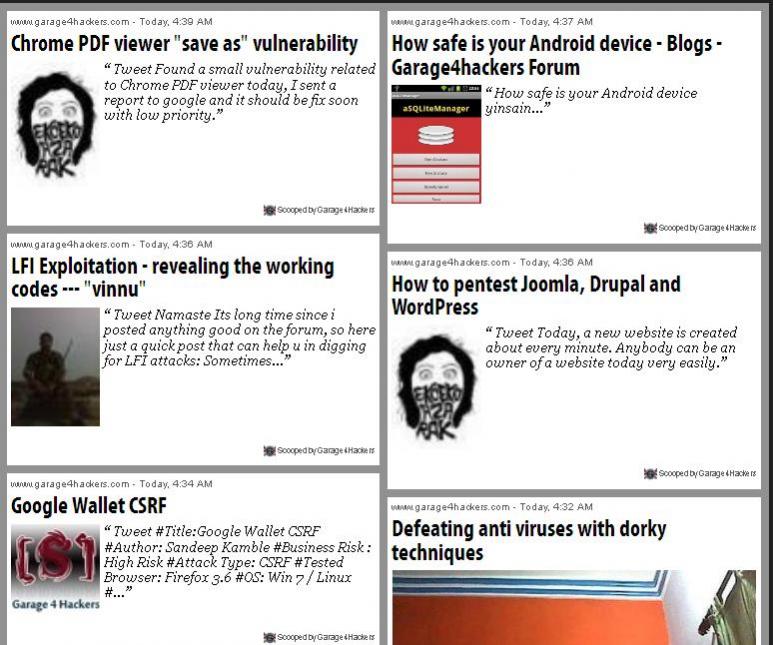 www.garage4hackers.com - Today, 4:39 AM
Chrome PDF viewer "save as" vulnerability
“ Tweet Found a small vulnerability related
to Chrome PDF viewer today, I sent a
report to google and it should be fix soon
with low priority.”
EKCEKO
AZA
RAK
Scooped by Garage4Hackers
www.garage4hackers.com - Today, 4:36 AM
LFI Exploitation - revealing the working
codes --- "vinnu"
“ Tweet Namaste Its long time since i
posted anything good on the forum, so here
just a quick post that can help u in digging
for LFI attacks: Sometimes...”
Scooped by Garage4Hackers
www.garage4hackers.com - Today, 4:34 AM
Google Wallet CSRF
“ Tweet #Title:Google Wallet CSRF
#Author: Sandeep Kamble #Business Risk :
High Risk #Attack Type: CSRF #Tested
Browser: Firefox 3.6 #OS: Win 7 / Linux
#...”
[S]
Garage 4 Hackers
Scooped by Garage4Hackers
www.garage4hackers.com - Today, 4:37 AM
How safe is your Android device - Blogs -
Garage4hackers Forum
“ How safe is your Android device
yinsain...”
aSQLiteManager
Scooped by Garage4Hackers
www.garage4hackers.com - Today, 4:36 AM
How to pentest Joomla, Drupal and
WordPress
“ Tweet Today, a new website is created
about every minute. Anybody can be an
owner of a website today very easily.”
EKCEKO
AZA
RAK
Scooped by Garage4Hackers
www.garage4hackers.com - Today, 4:32 AM
Defeating anti viruses with dorky
techniques